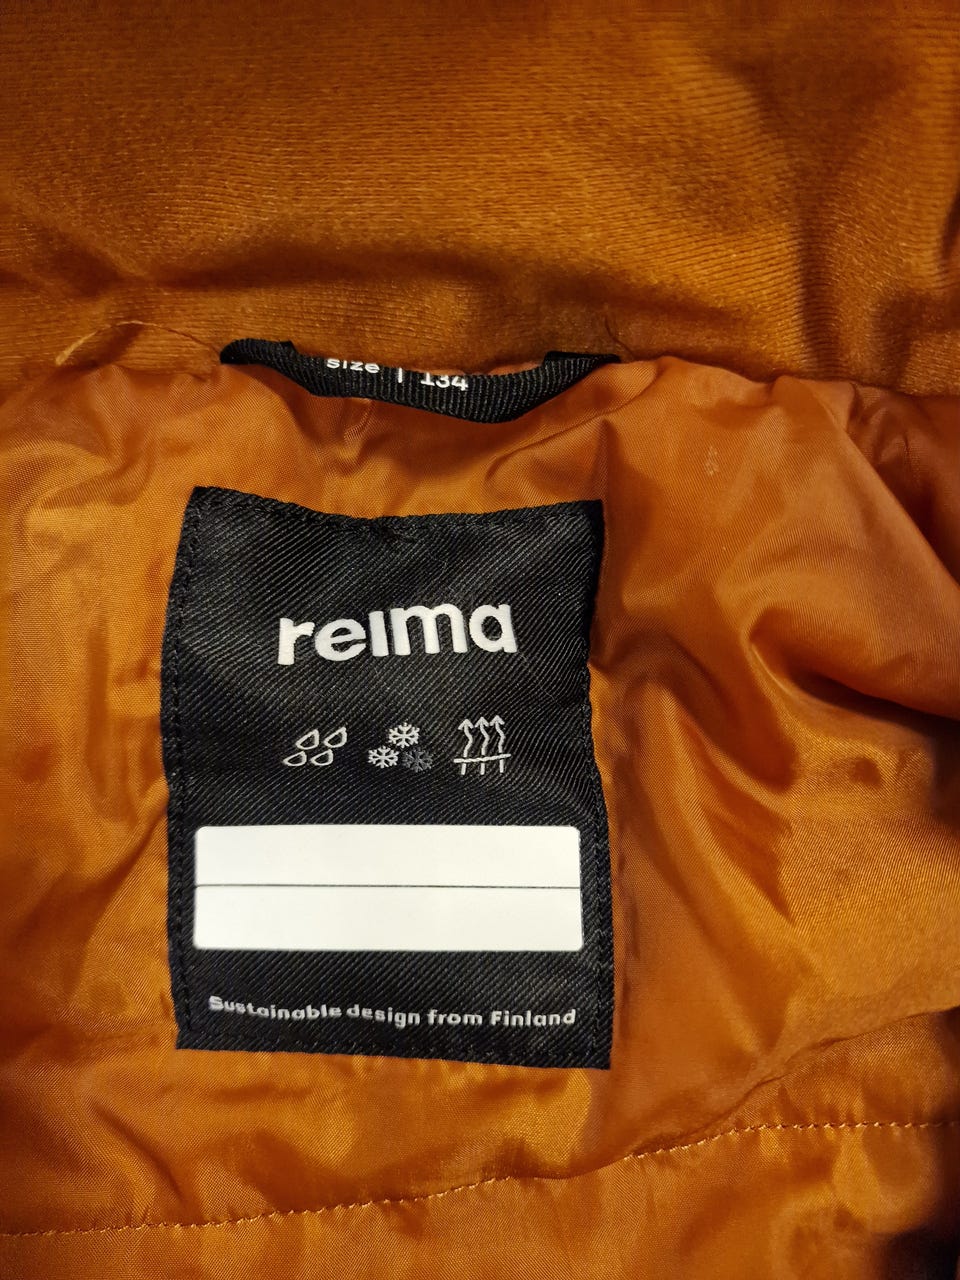 size | 134
reima
Sustainable design from Finland